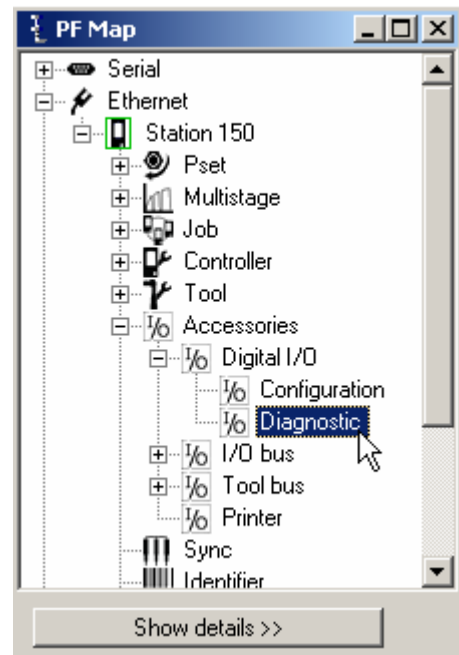 PF Map
Serial
Ethernet
Station 150
Pset
Multistage
Job
Controller
Tool
I/O Accessories
I/O Digital I/O
I/O Configuration
I/O Diagnostic
I/O I/O bus
I/O Tool bus
I/O Printer
Sync
Identifier
Show details >>